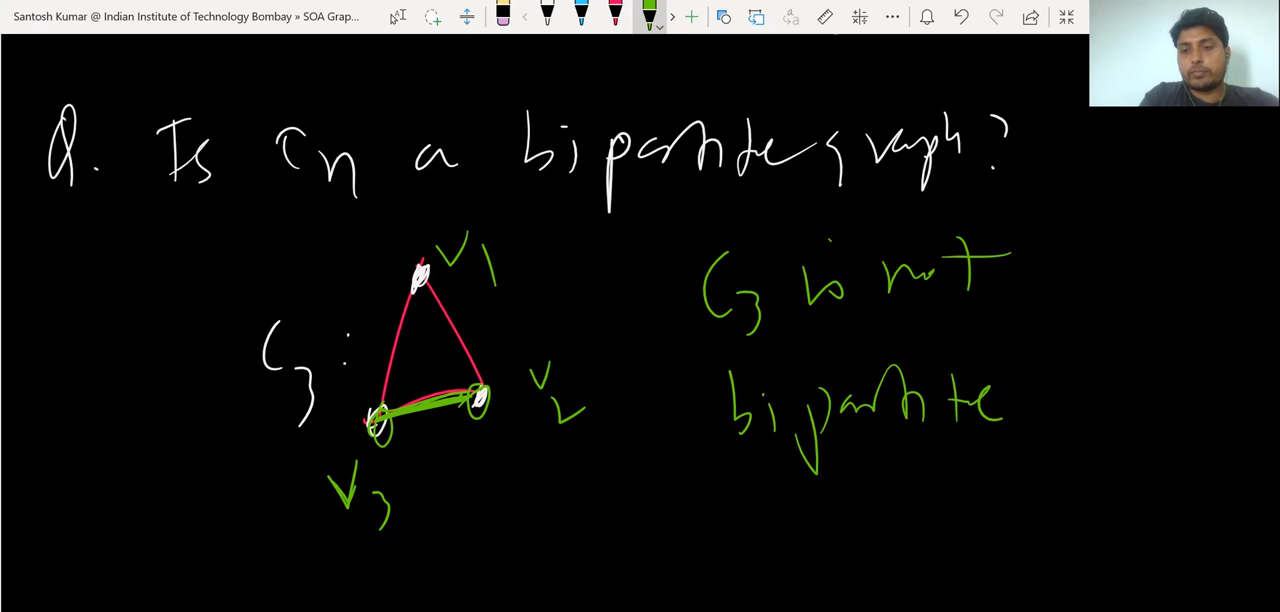 Santosh Kumar @ Indian Institute of Technology Bombay » SOA Grap...
Q. Is Cn a bipartite graph?
V1
C3 is not
C3 :
V2
bipartite
V3